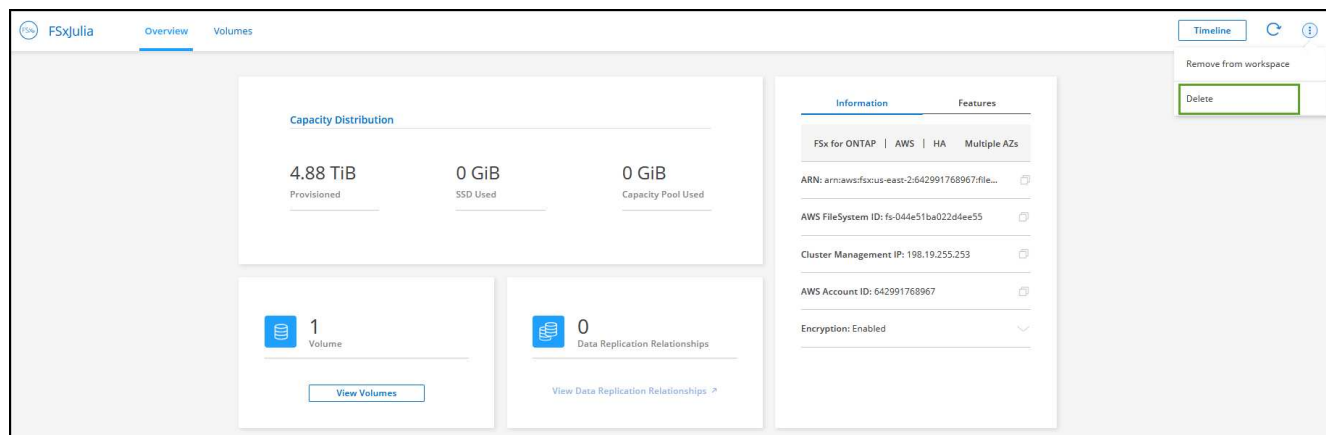 FSxJulia
Overview
Volumes
Timeline
Remove from workspace
Delete
Capacity Distribution
4.88 TiB
Provisioned
0 GiB
SSD Used
0 GiB
Capacity Pool Used
1
Volume
View Volumes
0
Data Replication Relationships
View Data Replication Relationships
Information
Features
FSx for ONTAP | AWS | HA Multiple AZs
ARN: arn:aws:fsx:us-east-2:642991768967:file...
AWS FileSystem ID: fs-044e51ba022d4ee55
Cluster Management IP: 198.19.255.253
AWS Account ID: 642991768967
Encryption: Enabled